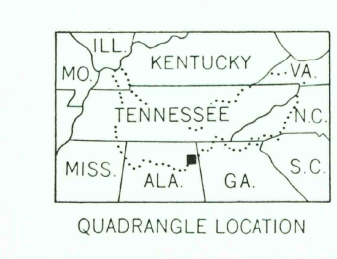 ILL.
KENTUCKY
MO.
VA.
TENNESSEE
N.C.
MISS.
ALA.
GA.
S.C.
QUADRANGLE LOCATION